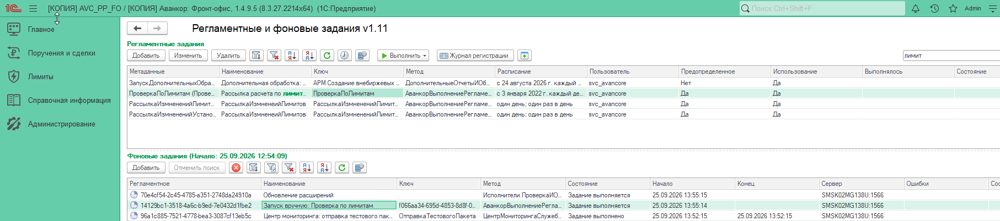 1С [КОПИЯ] AVC_PP_FO / [КОПИЯ] Аванкор: Фронт-офис, 1.4.9.5 (8.3.27.2214x64) (1С:Предприятие) Поиск Ctrl+Shift+F Admin
Главное
Поручения и сделки
Лимиты
Справочная информация
Администрирование
Регламентные и фоновые задания v1.11
Регламентные задания
Добавить Изменить Удалить Выполнить Журнал регистрации лимит
Метаданные Наименование Ключ Метод Расписание Пользователь Предопределенное Использование Выполнялось Состояние
ЗапускДополнительныхОбра... Дополнительная обработка: ... АРМ Создание внебиржевых ... ДополнительныеОтчетыИОб... с 24 августа 2026 г. каждый ... svc_avancore Нет Да
ПроверкаПоЛимитам (Прове... Рассылка расчета по лимит... ПроверкаПоЛимитам АванкорВыполнениеРегламе... с 3 января 2022 г. каждый де... svc_avancore Да Да
РассылкаИзмнененийЛимит... РассылкаИзмнененийЛимитов РассылкаИзмнененийЛимит... АванкорВыполнениеРегламе... один день; один раз в день svc_avancore Да Да
РассылкаИзмнененийУстано... РассылкаИзмнененийЛимитов РассылкаИзмнененийЛимит... АванкорВыполнениеРегламе... один день; один раз в день svc_avancore Да Да
Фоновые задания (Начало: 25.09.2026 12:54:09)
Добавить Отменить поиск
Регламентное Наименование Ключ Метод Состояние Начало Конец Сервер Ошибки Соо
70e4cf54-2c45-4785-a351-2748da24910a Обновление расширений Исполнители.ПроверкаИО... Задание выполняется 25.09.2026 13:55:15 SMSK02MG138U:1566
14129bc1-3518-4a6c-b9ed-7e0432d1fbe2 Запуск вручную: Проверка по лимитам f066aa34-695d-4853-8d8f-0... АванкорВыполнениеРегла... Задание выполняется 25.09.2026 13:55:14 SMSK02MG138U:1566
96a1c885-7521-4778-bea3-3087cf13eb5c Центр мониторинга: отправка тестового пак... ОтправкаТестовогоПакета ЦентрМониторингаСлужеб... Задание выполнено 25.09.2026 13:52:15 25.09.2026 13:52:15 SMSK02MG138U:1566